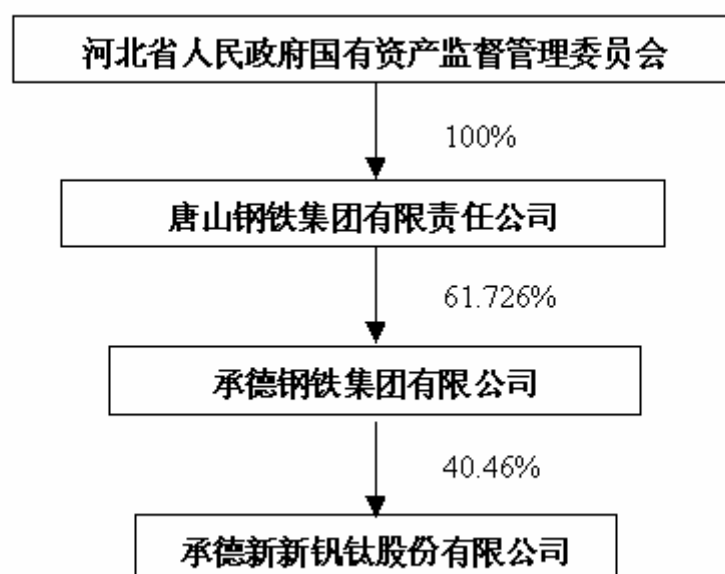 河北省人民政府国有资产监督管理委员会
100%
唐山钢铁集团有限责任公司
61.726%
承德钢铁集团有限公司
40.46%
承德新新钒钛股份有限公司